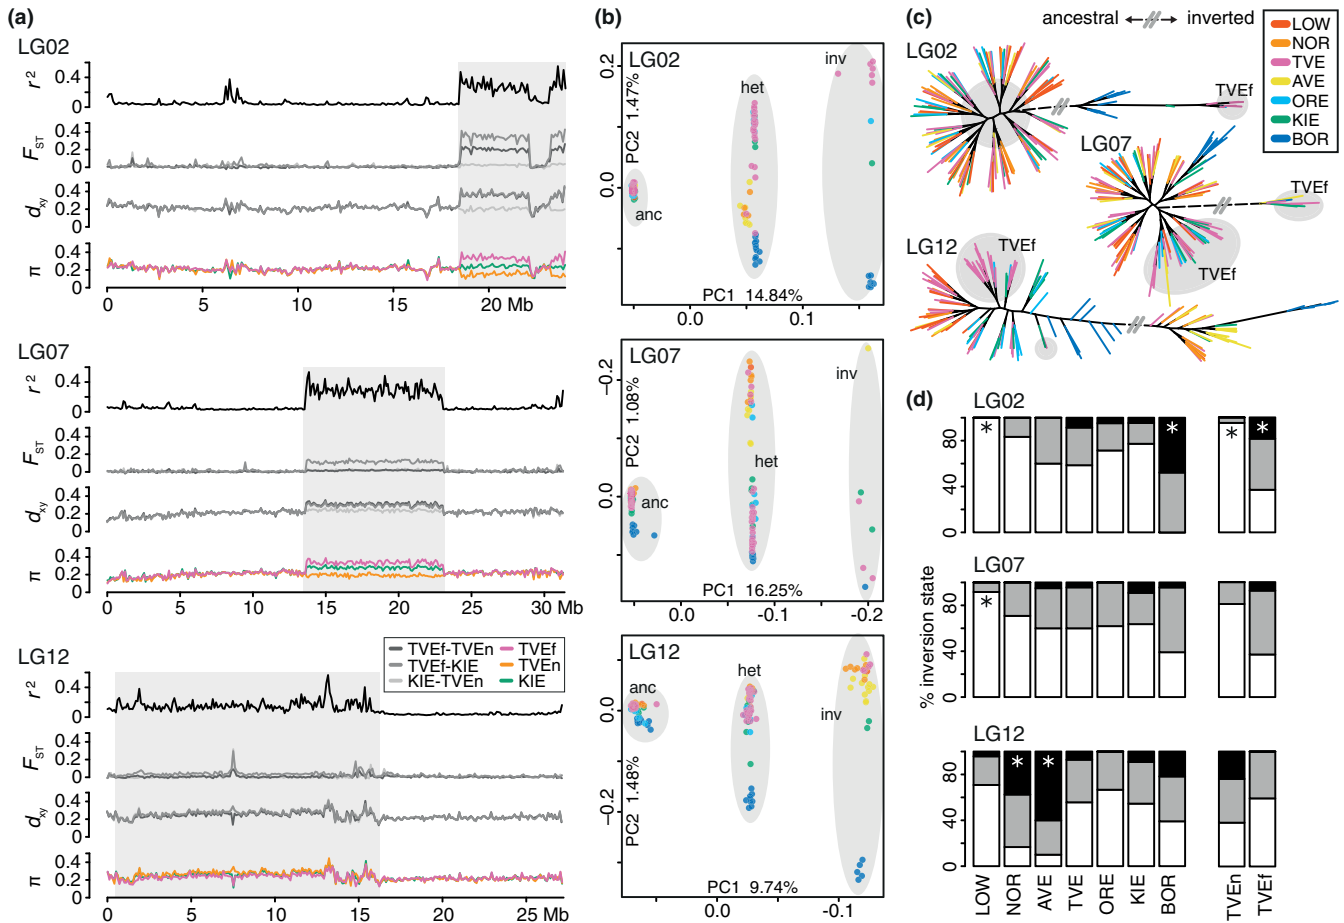 (a)
LG02
r²
0.4
0
F_ST
0.4
0.2
0
d_xy
0.4
0.2
0
π
0.4
0.2
0
0 5 10 15 20 Mb
LG07
r²
0.4
0
F_ST
0.4
0.2
0
d_xy
0.4
0.2
0
π
0.4
0.2
0
0 5 10 15 20 25 30 Mb
LG12
TVEf-TVEn TVEf
TVEf-KIE TVEn
KIE-TVEn KIE
r²
0.4
0
F_ST
0.4
0.2
0
d_xy
0.4
0.2
0
π
0.4
0.2
0
0 5 10 15 20 25 Mb
(b)
LG02
inv
het
anc
PC2 1.47%
0.2
0.0
PC1 14.84%
0.0 0.1
LG07
inv
het
anc
PC2 1.08%
-0.2
0.0
PC1 16.25%
0.0 -0.1 -0.2
LG12
anc
het
inv
PC2 1.48%
0.0
-0.2
PC1 9.74%
0.0 -0.1
(c)
ancestral inverted
LOW
NOR
TVE
AVE
ORE
KIE
BOR
LG02
TVEf
LG07
TVEf
TVEf
LG12
TVEf
(d)
LG02
80
40
0
* * * *
LG07
80
40
0
*
% inversion state
LG12
80
40
0
* *
LOW NOR AVE TVE ORE KIE BOR TVEn TVEf